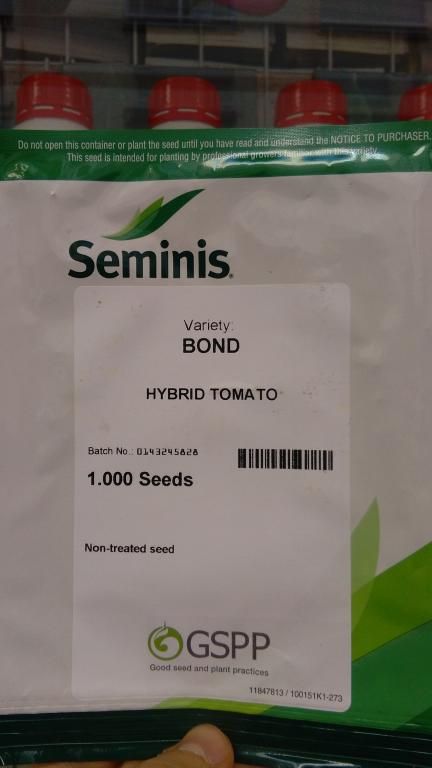 Do not open this container or plant the seed until you have read and understand the NOTICE TO PURCHASER.
This seed is intended for planting by professional growers familiar with this variety.
Seminis
Variety:
BOND
HYBRID TOMATO
Batch No.: 0143245828
1.000 Seeds
Non-treated seed
GSPP
Good seed and plant practices
11847813 / 100151K1-273